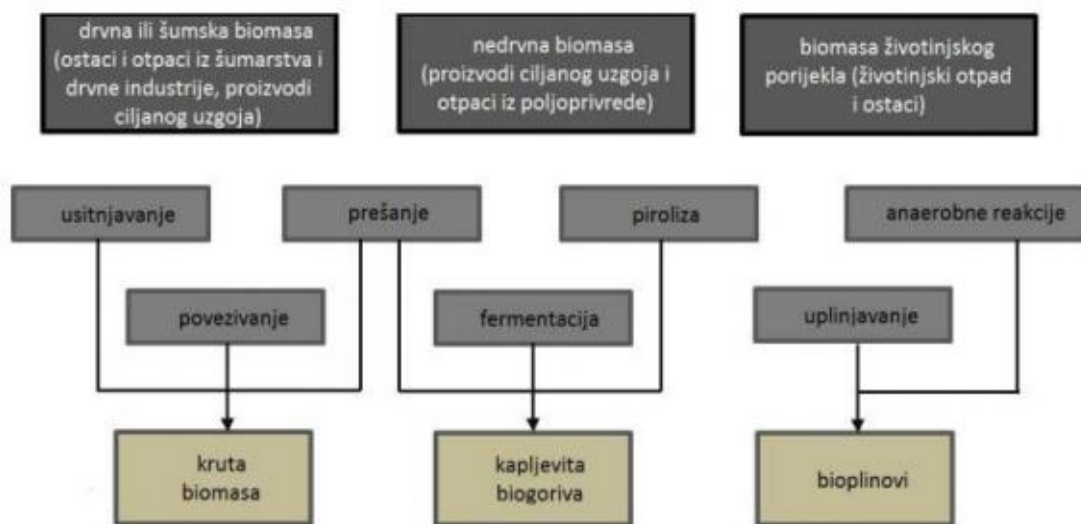 drvna ili šumska biomasa
(ostaci i otpaci iz šumarstva i
drvne industrije, proizvodi
ciljanog uzgoja)
nedrvna biomasa
(proizvodi ciljanog uzgoja i
otpaci iz poljoprivrede)
biomasa životinjskog
porijekla (životinjski otpad
i ostaci)
usitnjavanje
prešanje
piroliza
anaerobne reakcije
povezivanje
fermentacija
uplinjavanje
kruta
biomasa
kapljevita
biogoriva
bioplinovi